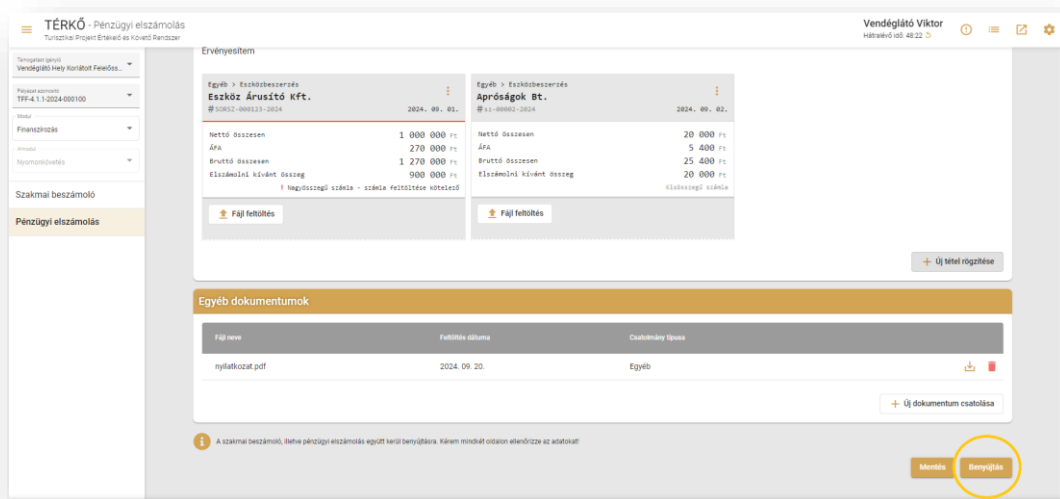 TÉRKŐ - Pénzügyi elszámolás
Turisztikai Projekt Értékelő és Követő Rendszer
Vendéglátó Viktor
Hátralévő idő: 48:22
Támogatást igénylő
Vendéglátó Hely Korlátolt Felelőss...
Pályázat azonosító
TFF-4.1.1-2024-000100
Modul
Finanszírozás
Almodul
Nyomonkövetés
Szakmai beszámoló
Pénzügyi elszámolás
Érvényesítem
Egyéb > Eszközbeszerzés
Eszköz Árusító Kft.
#SORSZ-000123-2024 2024. 09. 01.
Nettó összesen 1 000 000 Ft
ÁFA 270 000 Ft
Bruttó összesen 1 270 000 Ft
Elszámolni kívánt összeg 900 000 Ft
! Nagyösszegű számla - számla feltöltése kötelező
Fájl feltöltés
Egyéb > Eszközbeszerzés
Apróságok Bt.
#sz-00002-2024 2024. 09. 02.
Nettó összesen 20 000 Ft
ÁFA 5 400 Ft
Bruttó összesen 25 400 Ft
Elszámolni kívánt összeg 20 000 Ft
Kisösszegű számla
Fájl feltöltés
+ Új tétel rögzítése
Egyéb dokumentumok
Fájl neve Feltöltés dátuma Csatolmány típusa
nyilatkozat.pdf 2024. 09. 20. Egyéb
+ Új dokumentum csatolása
A szakmai beszámoló, illetve pénzügyi elszámolás együtt kerül benyújtásra. Kérem mindkét oldalon ellenőrizze az adatokat!
Mentés Benyújtás